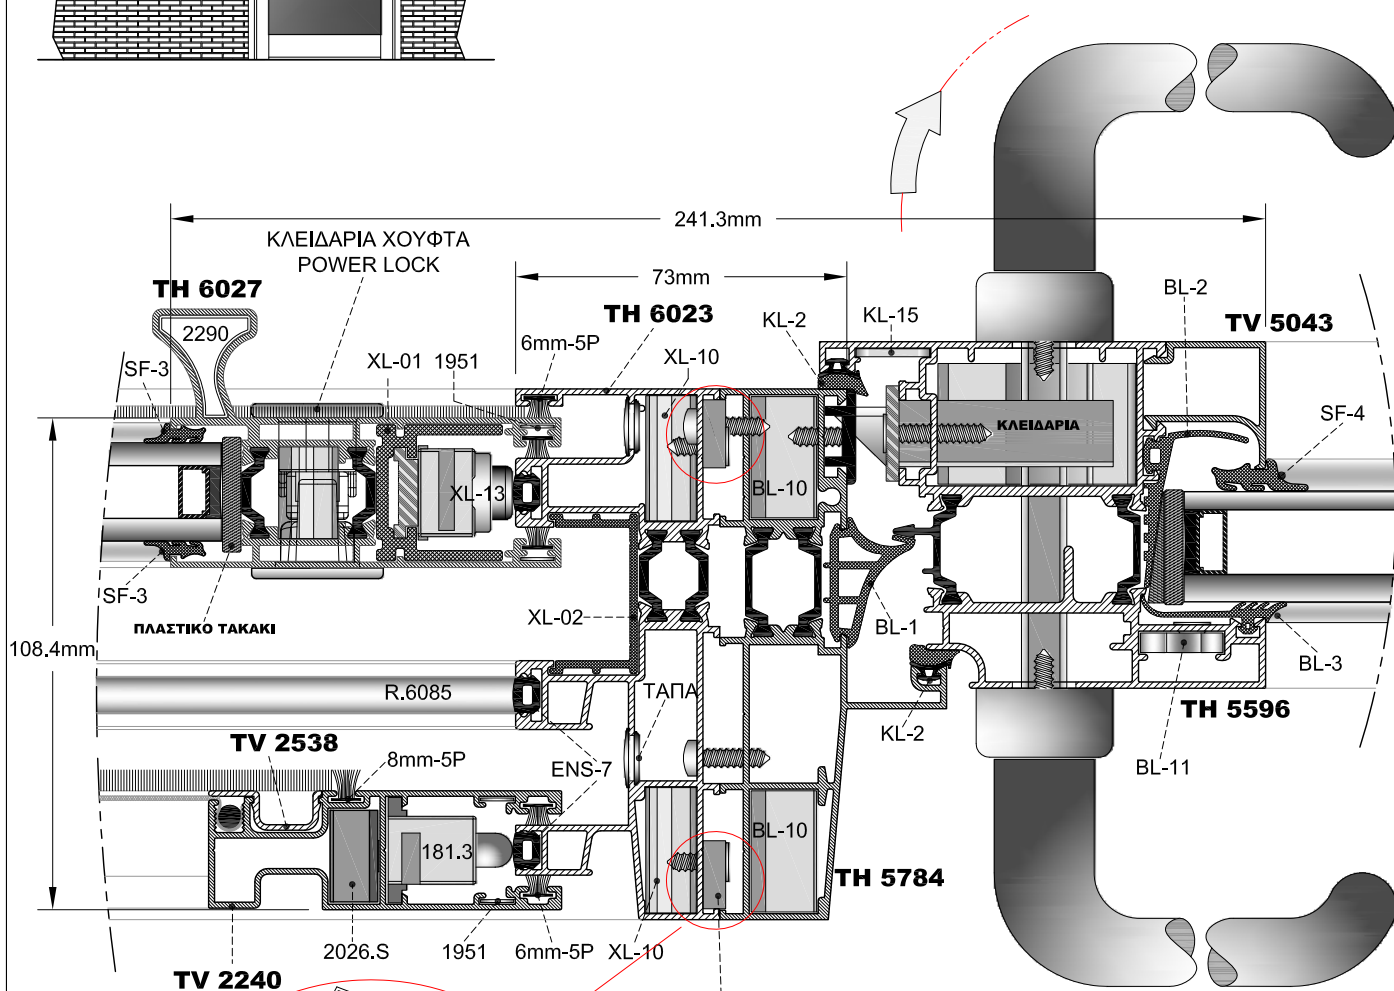 241.3mm
ΚΛΕΙΔΑΡΙΑ ΧΟΥΦΤΑ
POWER LOCK
73mm
TH 6027
TH 6023
BL-2
TV 5043
2290
KL-2
KL-15
6mm-5P
XL-10
SF-3
XL-01
1951
SF-4
ΚΛΕΙΔΑΡΙΑ
XL-13
BL-10
SF-3
XL-02
ΠΛΑΣΤΙΚΟ ΤΑΚΑΚΙ
BL-1
108.4mm
BL-3
R.6085
ΤΑΠΑ
TH 5596
TV 2538
KL-2
8mm-5P
ENS-7
BL-11
BL-10
181.3
TH 5784
2026.S
1951
6mm-5P
XL-10
TV 2240